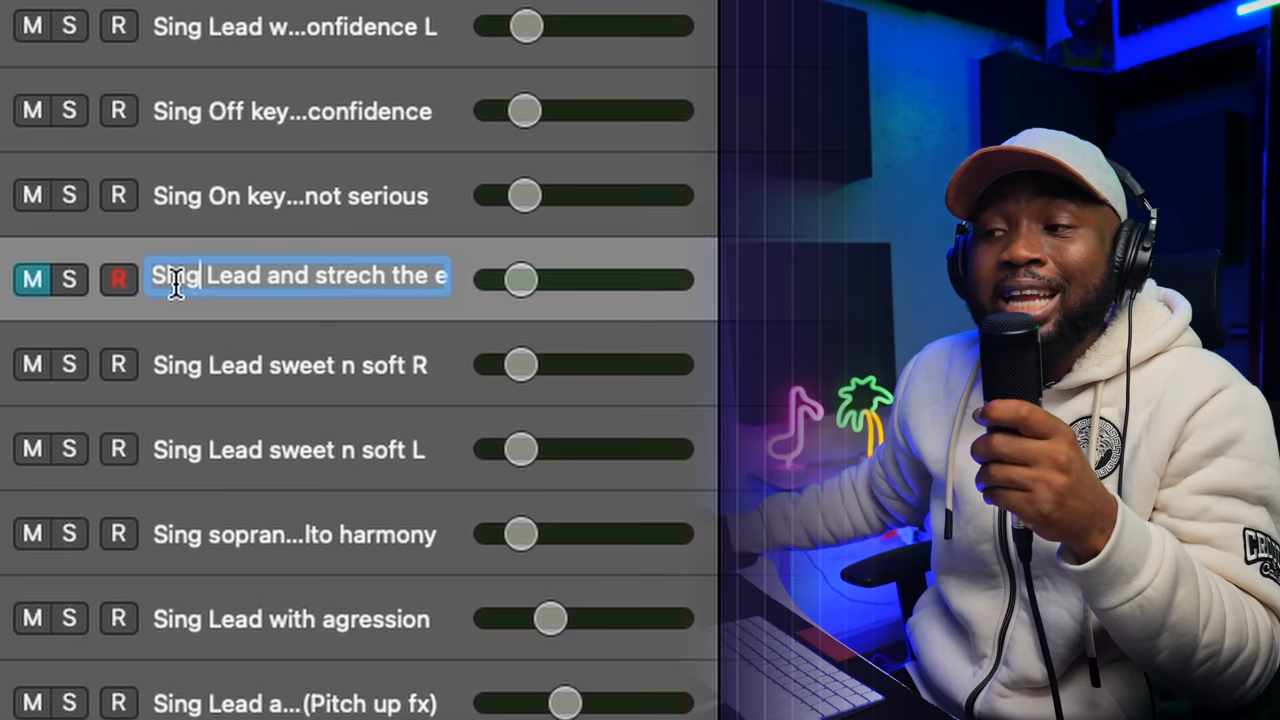 M S R Sing Lead w...onfidence L
M S R Sing Off key...confidence
M S R Sing On key...not serious
M S R Sing Lead and strech the e
M S R Sing Lead sweet n soft R
M S R Sing Lead sweet n soft L
M S R Sing sopran...lto harmony
M S R Sing Lead with agression
M S R Sing Lead a...(Pitch up fx)